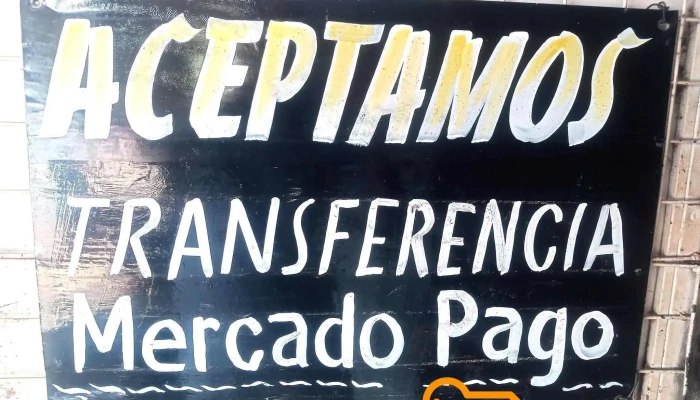 ACEPTAMOS
TRANSFERENCIA
Mercado Pago